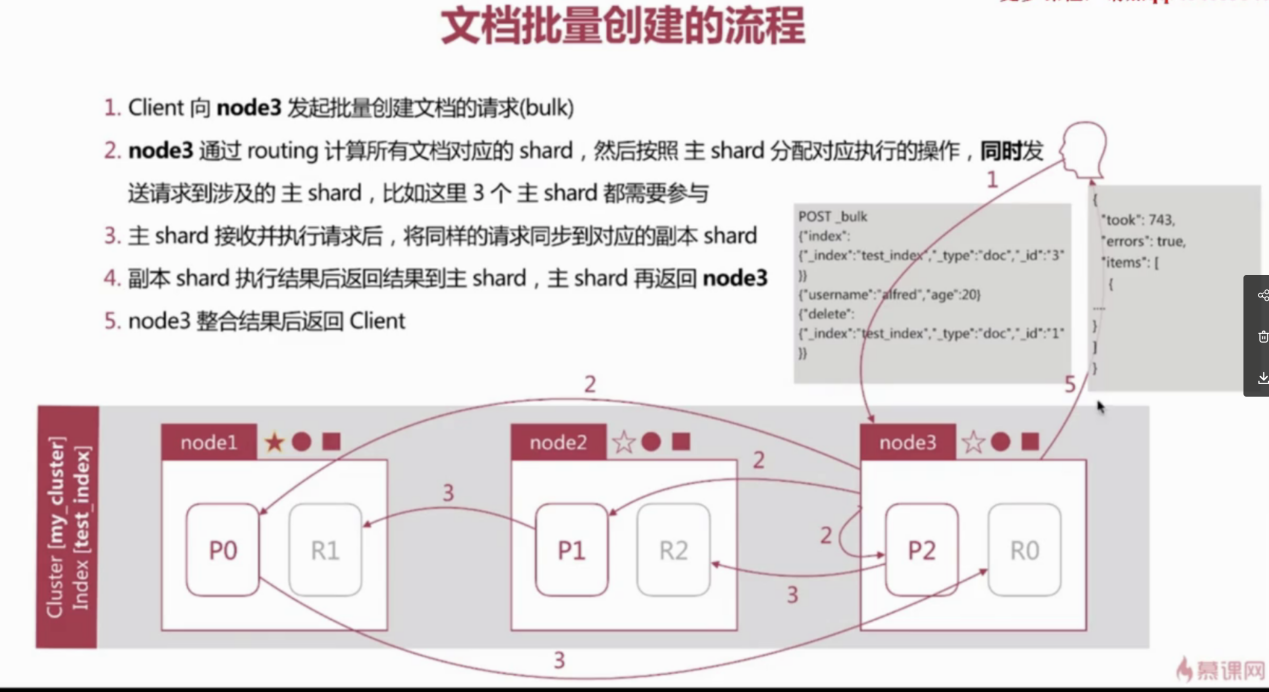 文档批量创建的流程
1. Client 向 node3 发起批量创建文档的请求(bulk)
2. node3 通过 routing 计算所有文档对应的 shard，然后按照 主 shard 分配对应执行的操作，同时发
送请求到涉及的 主 shard，比如这里 3 个 主 shard 都需要参与
3. 主 shard 接收并执行请求后，将同样的请求同步到对应的副本 shard
4. 副本 shard 执行结果后返回结果到主 shard，主 shard 再返回 node3
5. node3 整合结果后返回 Client
1
POST _bulk
{"index":
{"_index":"test_index","_type":"doc","_id":"3"
}}
{"username":"alfred","age":20}
{"delete":
{"_index":"test_index","_type":"doc","_id":"1"
}}
{
"took": 743,
"errors": true,
"items": [
{
....
}
]
}
5
2
Cluster [my_cluster]
Index [test_index]
node1
node2
node3
2
3
2
P0
R1
P1
R2
P2
R0
3
3
慕课网